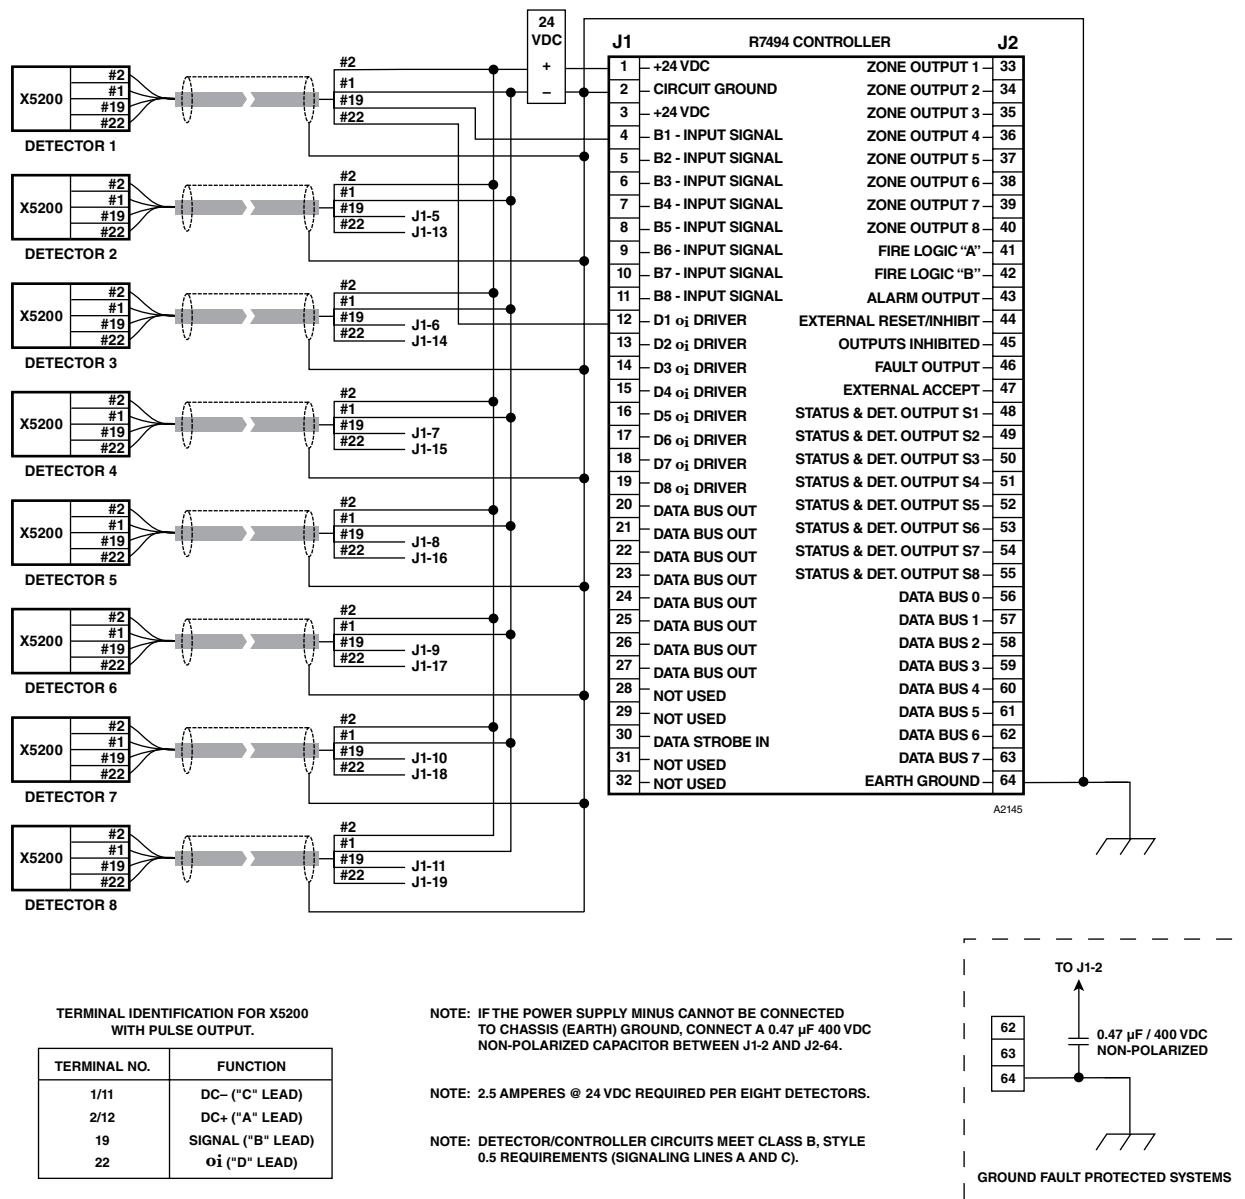 24
VDC
+
–
J1
R7494 CONTROLLER
J2
1 +24 VDC ZONE OUTPUT 1 33
2 CIRCUIT GROUND ZONE OUTPUT 2 34
3 +24 VDC ZONE OUTPUT 3 35
4 B1 - INPUT SIGNAL ZONE OUTPUT 4 36
5 B2 - INPUT SIGNAL ZONE OUTPUT 5 37
6 B3 - INPUT SIGNAL ZONE OUTPUT 6 38
7 B4 - INPUT SIGNAL ZONE OUTPUT 7 39
8 B5 - INPUT SIGNAL ZONE OUTPUT 8 40
9 B6 - INPUT SIGNAL FIRE LOGIC “A” 41
10 B7 - INPUT SIGNAL FIRE LOGIC “B” 42
11 B8 - INPUT SIGNAL ALARM OUTPUT 43
12 D1 oi DRIVER EXTERNAL RESET/INHIBIT 44
13 D2 oi DRIVER OUTPUTS INHIBITED 45
14 D3 oi DRIVER FAULT OUTPUT 46
15 D4 oi DRIVER EXTERNAL ACCEPT 47
16 D5 oi DRIVER STATUS & DET. OUTPUT S1 48
17 D6 oi DRIVER STATUS & DET. OUTPUT S2 49
18 D7 oi DRIVER STATUS & DET. OUTPUT S3 50
19 D8 oi DRIVER STATUS & DET. OUTPUT S4 51
20 DATA BUS OUT STATUS & DET. OUTPUT S5 52
21 DATA BUS OUT STATUS & DET. OUTPUT S6 53
22 DATA BUS OUT STATUS & DET. OUTPUT S7 54
23 DATA BUS OUT STATUS & DET. OUTPUT S8 55
24 DATA BUS OUT DATA BUS 0 56
25 DATA BUS OUT DATA BUS 1 57
26 DATA BUS OUT DATA BUS 2 58
27 DATA BUS OUT DATA BUS 3 59
28 NOT USED DATA BUS 4 60
29 NOT USED DATA BUS 5 61
30 DATA STROBE IN DATA BUS 6 62
31 NOT USED DATA BUS 7 63
32 NOT USED EARTH GROUND 64
A2145
X5200
#2
#1
#19
#22
DETECTOR 1
#2
#1
#19
#22
X5200
#2
#1
#19
#22
DETECTOR 2
#2
#1
#19 J1-5
#22 J1-13
X5200
#2
#1
#19
#22
DETECTOR 3
#2
#1
#19 J1-6
#22 J1-14
X5200
#2
#1
#19
#22
DETECTOR 4
#2
#1
#19 J1-7
#22 J1-15
X5200
#2
#1
#19
#22
DETECTOR 5
#2
#1
#19 J1-8
#22 J1-16
X5200
#2
#1
#19
#22
DETECTOR 6
#2
#1
#19 J1-9
#22 J1-17
X5200
#2
#1
#19
#22
DETECTOR 7
#2
#1
#19 J1-10
#22 J1-18
X5200
#2
#1
#19
#22
DETECTOR 8
#2
#1
#19 J1-11
#22 J1-19
TERMINAL IDENTIFICATION FOR X5200
WITH PULSE OUTPUT.
TERMINAL NO. FUNCTION
1/11 DC– ("C" LEAD)
2/12 DC+ ("A" LEAD)
19 SIGNAL ("B" LEAD)
22 oi ("D" LEAD)
NOTE: IF THE POWER SUPPLY MINUS CANNOT BE CONNECTED
TO CHASSIS (EARTH) GROUND, CONNECT A 0.47 µF 400 VDC
NON-POLARIZED CAPACITOR BETWEEN J1-2 AND J2-64.
NOTE: 2.5 AMPERES @ 24 VDC REQUIRED PER EIGHT DETECTORS.
NOTE: DETECTOR/CONTROLLER CIRCUITS MEET CLASS B, STYLE
0.5 REQUIREMENTS (SIGNALING LINES A AND C).
TO J1-2
62
63
64
0.47 µF / 400 VDC
NON-POLARIZED
GROUND FAULT PROTECTED SYSTEMS